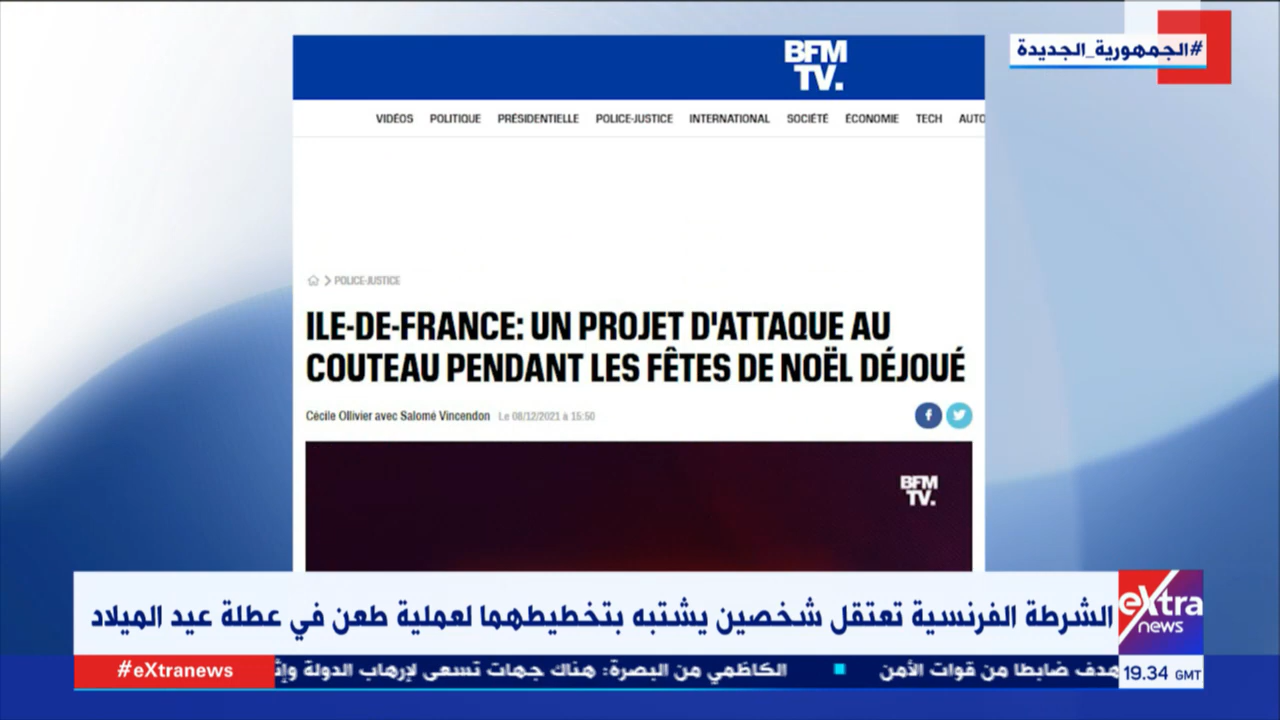 #الجمهورية_الجديدة
BFM
TV.
VIDÉOS POLITIQUE PRÉSIDENTIELLE POLICE-JUSTICE INTERNATIONAL SOCIÉTÉ ÉCONOMIE TECH AUTO
POLICE-JUSTICE
ILE-DE-FRANCE: UN PROJET D'ATTAQUE AU
COUTEAU PENDANT LES FÊTES DE NOËL DÉJOUÉ
Cécile Ollivier avec Salomé Vincendon Le 08/12/2021 à 15:50
BFM
TV.
الشرطة الفرنسية تعتقل شخصين يشتبه بتخطيطهما لعملية طعن في عطلة عيد الميلاد
eXtra
news
#eXtranews
هدف ضابطا من قوات الأمن ■ الكاظمي من البصرة: هناك جهات تسعى لإرهاب الدولة
19.34 GMT